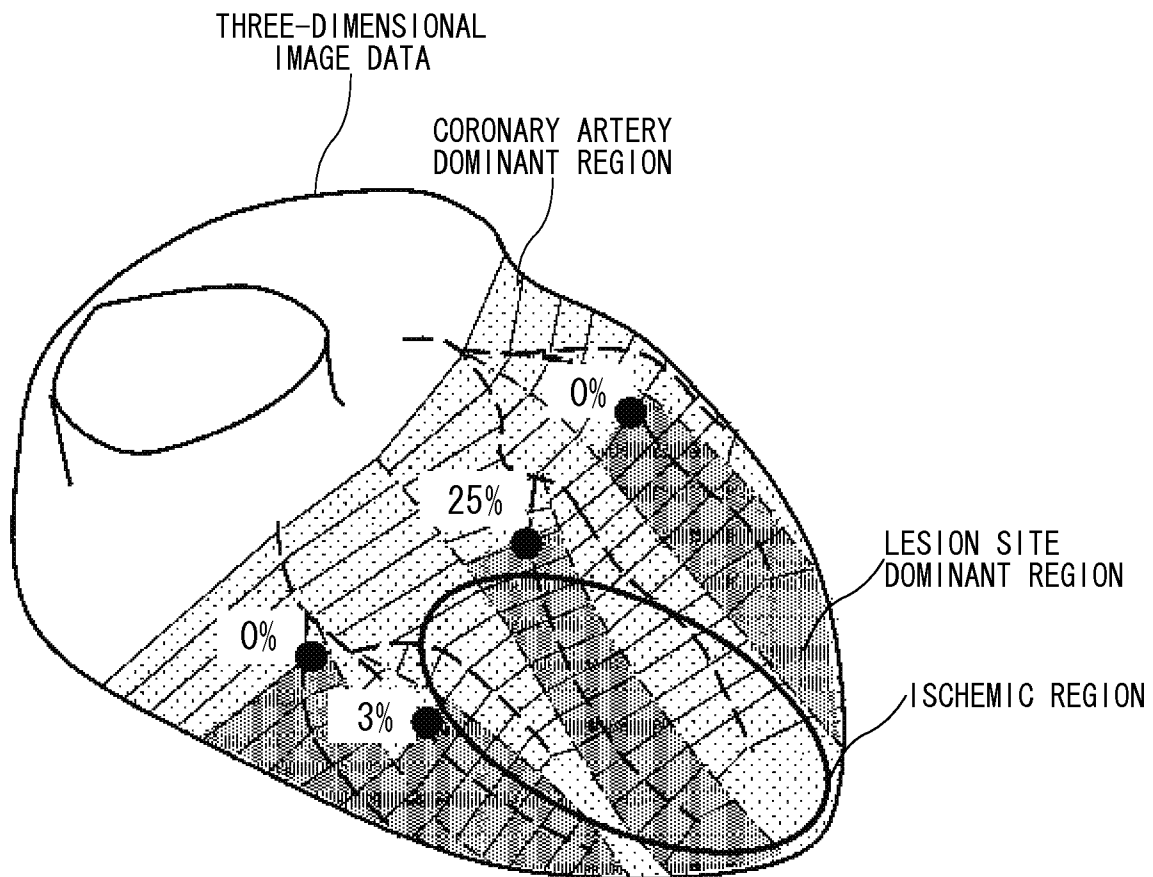 THREE-DIMENSIONAL
IMAGE DATA
CORONARY ARTERY
DOMINANT REGION
0%
25%
LESION SITE
DOMINANT REGION
0%
ISCHEMIC REGION
3%